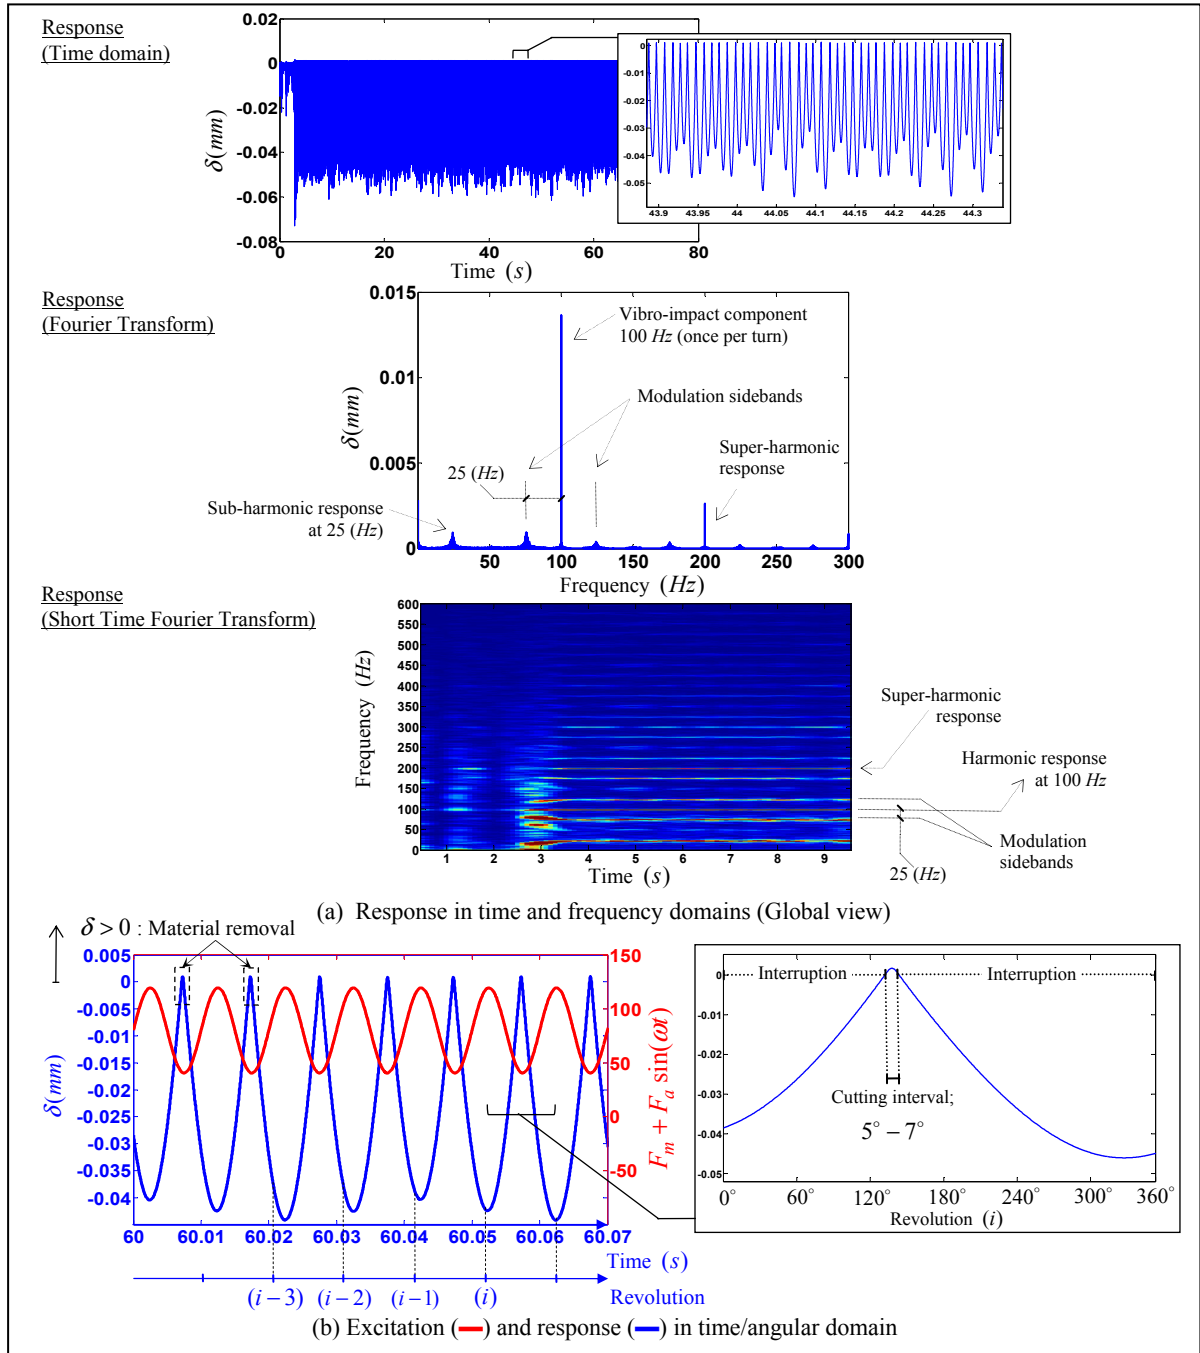 Response
(Time domain)
0.02
0
-0.02
-0.04
-0.06
-0.08
δ(mm)
0 20 40 60 80
Time (s)
0
-0.01
-0.02
-0.03
-0.04
-0.05
43.9 43.95 44 44.05 44.1 44.15 44.2 44.25 44.3
Response
(Fourier Transform)
0.015
0.01
0.005
0
δ(mm)
Vibro-impact component
100 Hz (once per turn)
Modulation sidebands
Super-harmonic
response
25 (Hz)
Sub-harmonic response
at 25 (Hz)
50 100 150 200 250 300
Frequency (Hz)
Response
(Short Time Fourier Transform)
600
550
500
450
400
350
300
250
200
150
100
50
0
Frequency (Hz)
1 2 3 4 5 6 7 8 9
Time (s)
Super-harmonic
response
Harmonic response
at 100 Hz
Modulation
sidebands
25 (Hz)
(a) Response in time and frequency domains (Global view)
δ > 0 : Material removal
0.005
0
-0.005
-0.01
-0.015
-0.02
-0.025
-0.03
-0.035
-0.04
δ(mm)
150
100
50
0
-50
F_m + F_a sin(ωt)
60 60.01 60.02 60.03 60.04 60.05 60.06 60.07
Time (s)
(i−3) (i−2) (i−1) (i)
Revolution
0
-0.01
-0.02
-0.03
-0.04
-0.05
Interruption
Interruption
Cutting interval;
5° − 7°
0° 60° 120° 180° 240° 300° 360°
Revolution (i)
(b) Excitation (—) and response (—) in time/angular domain